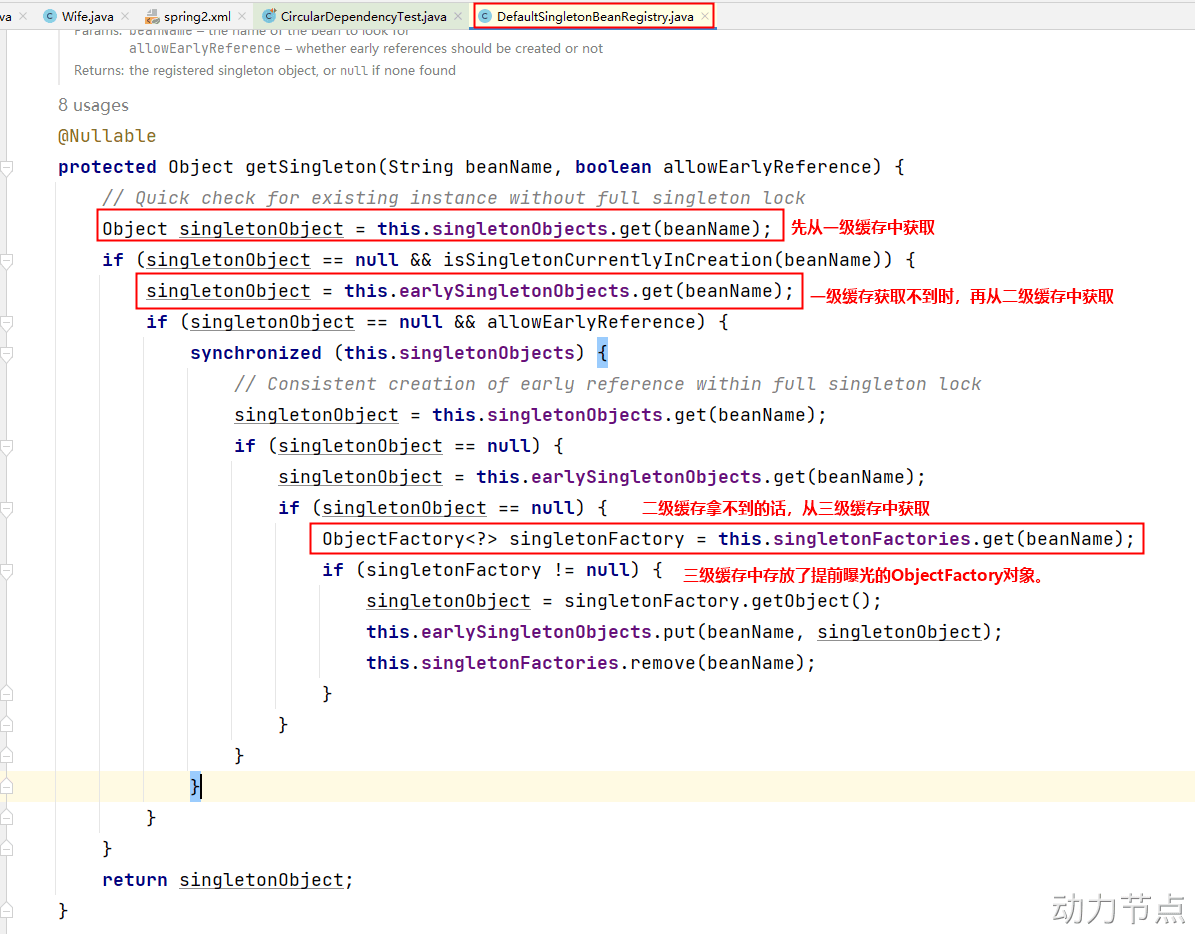 va Wife.java spring2.xml CircularDependencyTest.java DefaultSingletonBeanRegistry.java
Params: beanName – the name of the bean to look for
allowEarlyReference – whether early references should be created or not
Returns: the registered singleton object, or null if none found
8 usages
@Nullable
protected Object getSingleton(String beanName, boolean allowEarlyReference) {
// Quick check for existing instance without full singleton lock
Object singletonObject = this.singletonObjects.get(beanName); 先从一级缓存中获取
if (singletonObject == null && isSingletonCurrentlyInCreation(beanName)) {
singletonObject = this.earlySingletonObjects.get(beanName); 一级缓存获取不到时，再从二级缓存中获取
if (singletonObject == null && allowEarlyReference) {
synchronized (this.singletonObjects) {
// Consistent creation of early reference within full singleton lock
singletonObject = this.singletonObjects.get(beanName);
if (singletonObject == null) {
singletonObject = this.earlySingletonObjects.get(beanName);
if (singletonObject == null) { 二级缓存拿不到的话，从三级缓存中获取
ObjectFactory<?> singletonFactory = this.singletonFactories.get(beanName);
if (singletonFactory != null) { 三级缓存中存放了提前曝光的ObjectFactory对象。
singletonObject = singletonFactory.getObject();
this.earlySingletonObjects.put(beanName, singletonObject);
this.singletonFactories.remove(beanName);
}
}
}
}
}
}
return singletonObject;
}
动力节点